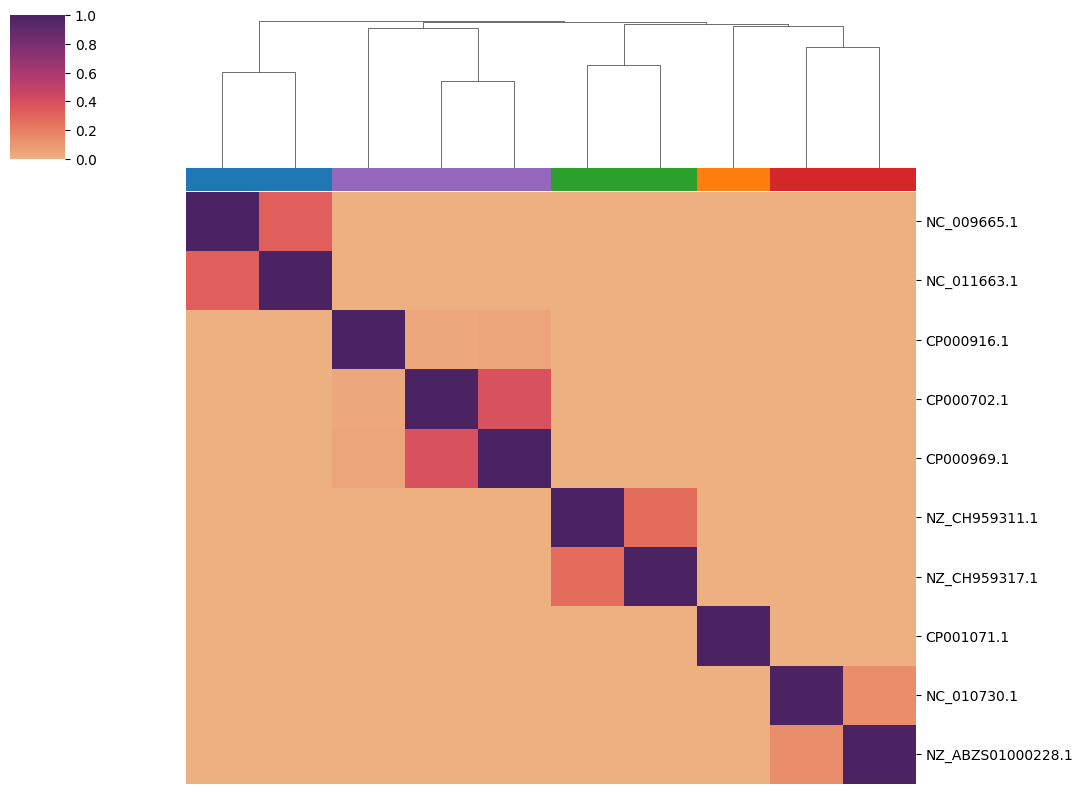 1.0
0.8
0.6
0.4
0.2
0.0
NC_009665.1
NC_011663.1
CP000916.1
CP000702.1
CP000969.1
NZ_CH959311.1
NZ_CH959317.1
CP001071.1
NC_010730.1
NZ_ABZS01000228.1